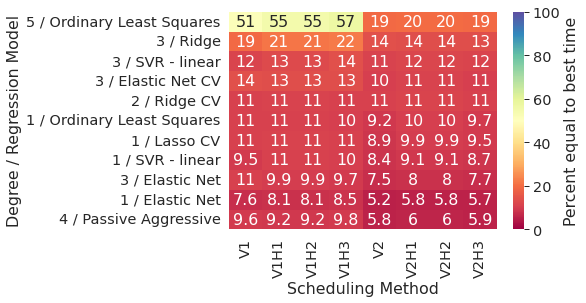 Degree / Regression Model
5 / Ordinary Least Squares 51 55 55 57 19 20 20 19
3 / Ridge 19 21 21 22 14 14 14 13
3 / SVR - linear 12 13 13 14 11 12 12 12
3 / Elastic Net CV 14 13 13 13 10 11 11 11
2 / Ridge CV 11 11 11 11 11 11 11 11
1 / Ordinary Least Squares 11 11 11 10 9.2 10 10 9.7
1 / Lasso CV 11 11 11 11 8.9 9.9 9.9 9.5
1 / SVR - linear 9.5 11 11 10 8.4 9.1 9.1 8.7
3 / Elastic Net 11 9.9 9.9 9.7 7.5 8 8 7.7
1 / Elastic Net 7.6 8.1 8.1 8.5 5.2 5.8 5.8 5.7
4 / Passive Aggressive 9.6 9.2 9.2 9.8 5.8 6 6 5.9
V1 V1H1 V1H2 V1H3 V2 V2H1 V2H2 V2H3
Scheduling Method
100
80
60
40
20
0
Percent equal to best time